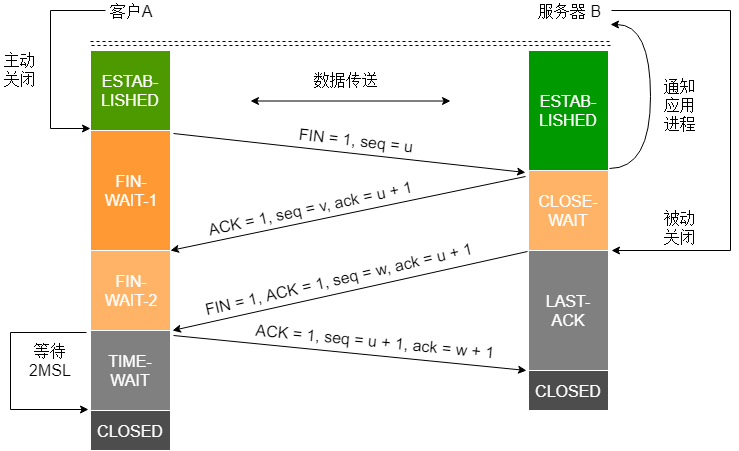 客户A
服务器 B
主动
关闭
ESTAB-
LISHED
数据传送
ESTAB-
LISHED
通知
应用
进程
FIN = 1, seq = u
FIN-
WAIT-1
ACK = 1, seq = v, ack = u + 1
CLOSE-
WAIT
被动
关闭
FIN-
WAIT-2
FIN = 1, ACK = 1, seq = w, ack = u + 1
LAST-
ACK
ACK = 1, seq = u + 1, ack = w + 1
等待
2MSL
TIME-
WAIT
CLOSED
CLOSED